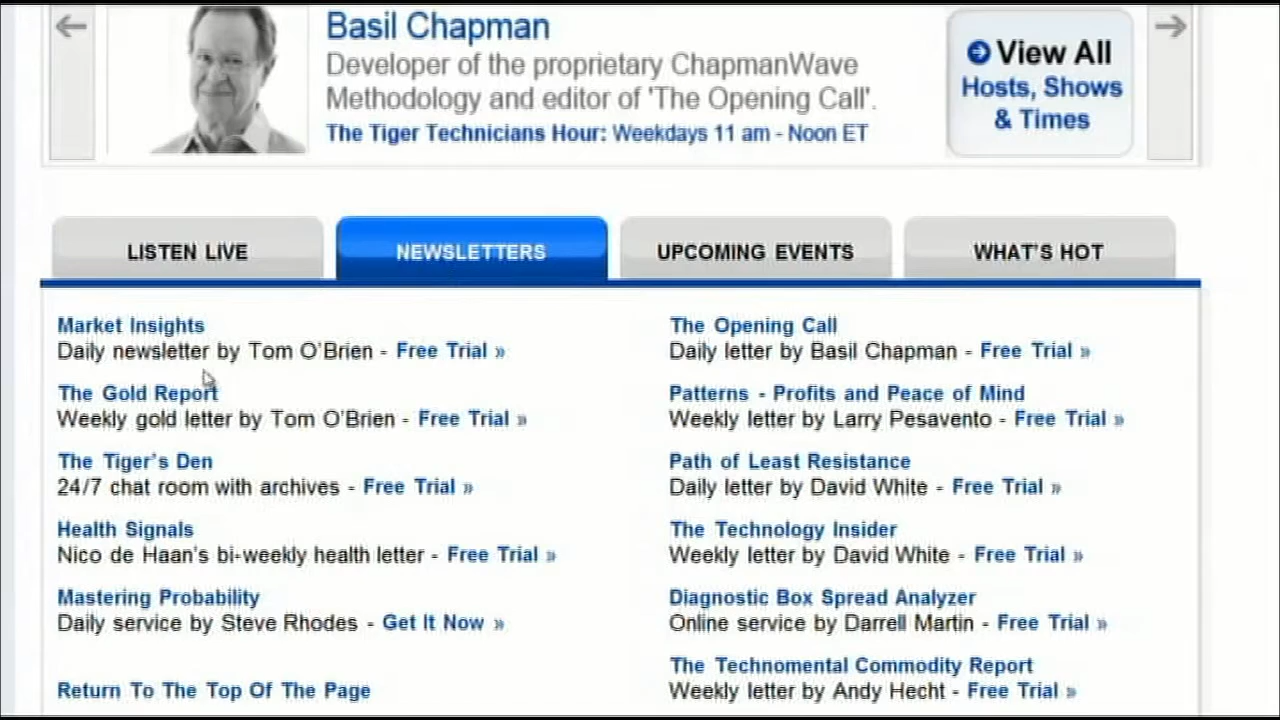 Basil Chapman
Developer of the proprietary ChapmanWave
Methodology and editor of 'The Opening Call'.
The Tiger Technicians Hour: Weekdays 11 am - Noon ET
View All
Hosts, Shows
& Times
LISTEN LIVE
NEWSLETTERS
UPCOMING EVENTS
WHAT'S HOT
Market Insights
Daily newsletter by Tom O'Brien - Free Trial »
The Gold Report
Weekly gold letter by Tom O'Brien - Free Trial »
The Tiger's Den
24/7 chat room with archives - Free Trial »
Health Signals
Nico de Haan's bi-weekly health letter - Free Trial »
Mastering Probability
Daily service by Steve Rhodes - Get It Now »
Return To The Top Of The Page
The Opening Call
Daily letter by Basil Chapman - Free Trial »
Patterns - Profits and Peace of Mind
Weekly letter by Larry Pesavento - Free Trial »
Path of Least Resistance
Daily letter by David White - Free Trial »
The Technology Insider
Weekly letter by David White - Free Trial »
Diagnostic Box Spread Analyzer
Online service by Darrell Martin - Free Trial »
The Technomental Commodity Report
Weekly letter by Andy Hecht - Free Trial »